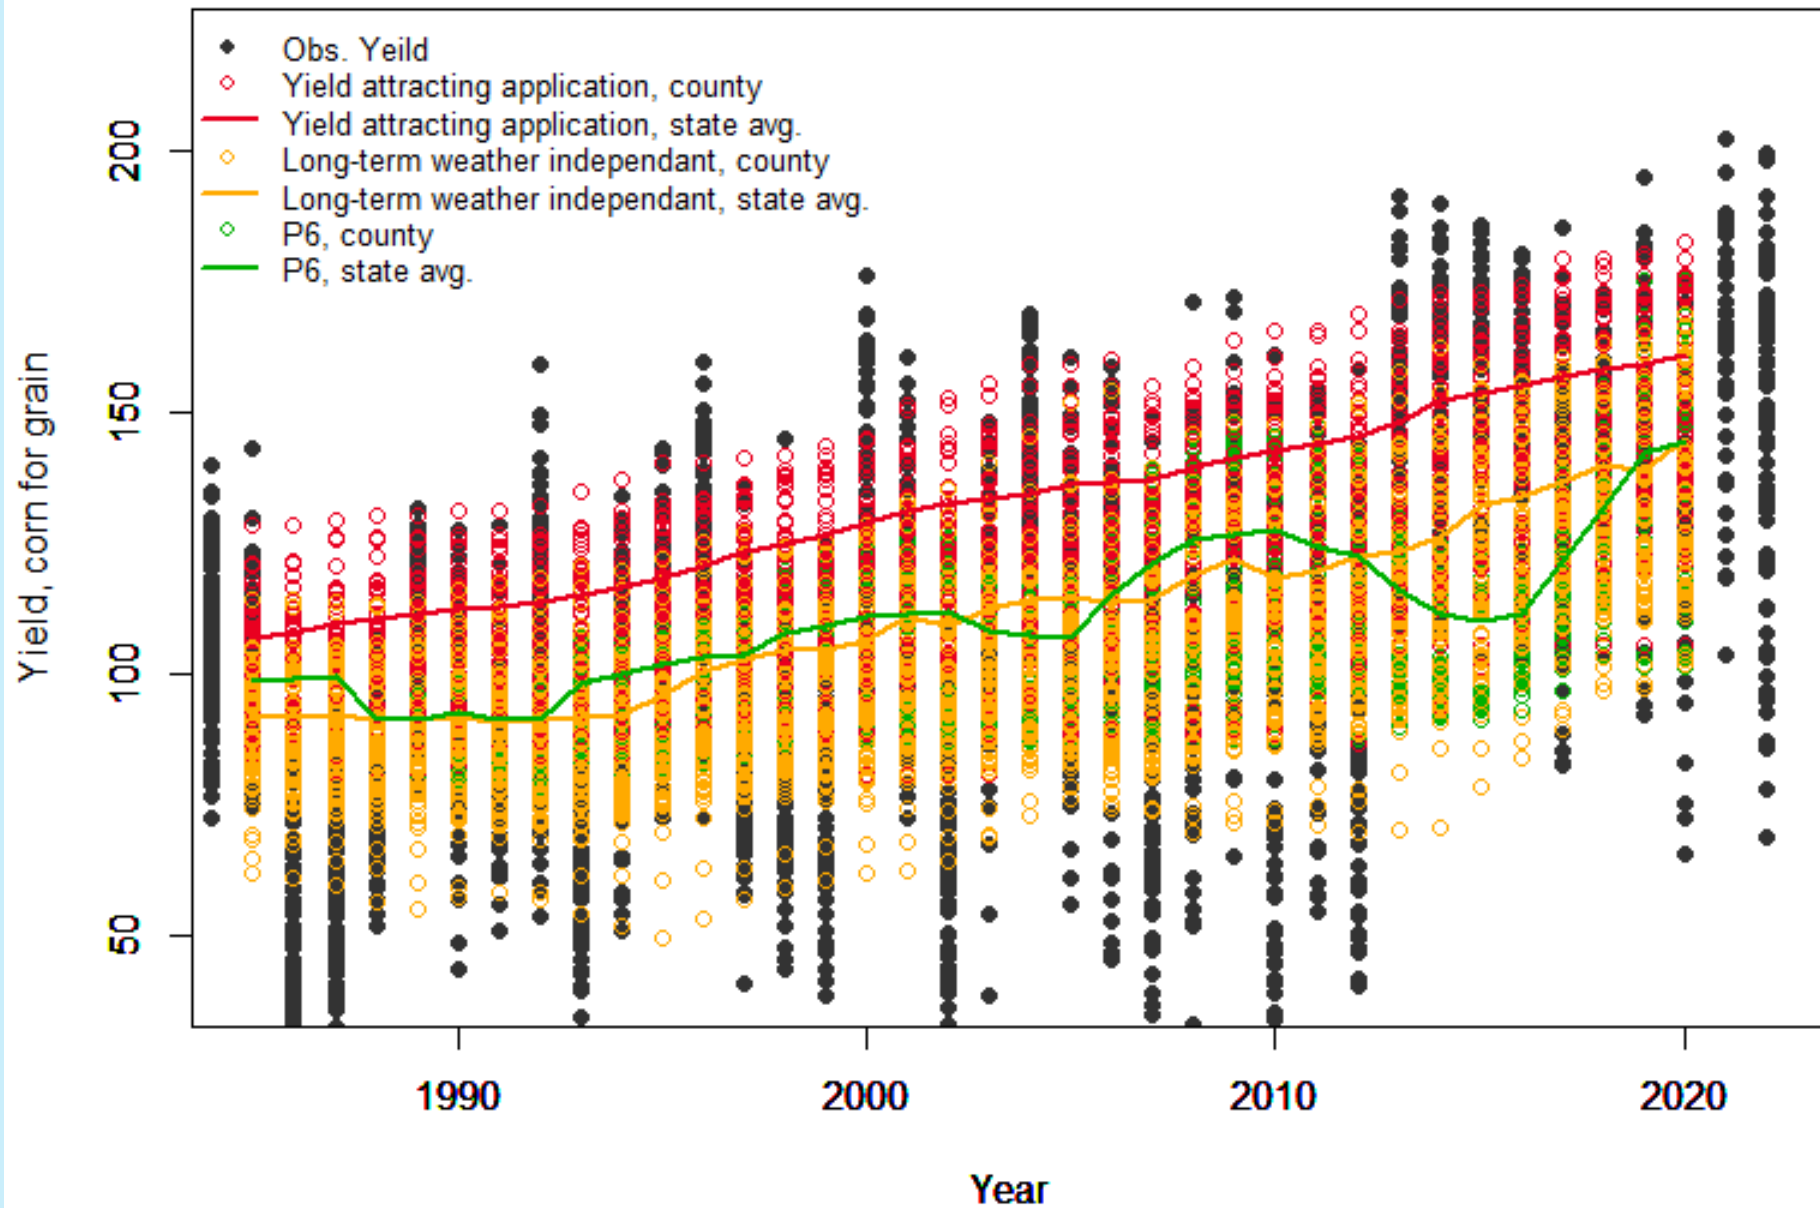 Obs. Yeild
Yield attracting application, county
Yield attracting application, state avg.
Long-term weather independant, county
Long-term weather independant, state avg.
P6, county
P6, state avg.
Yield, corn for grain
200
150
100
50
1990
2000
2010
2020
Year